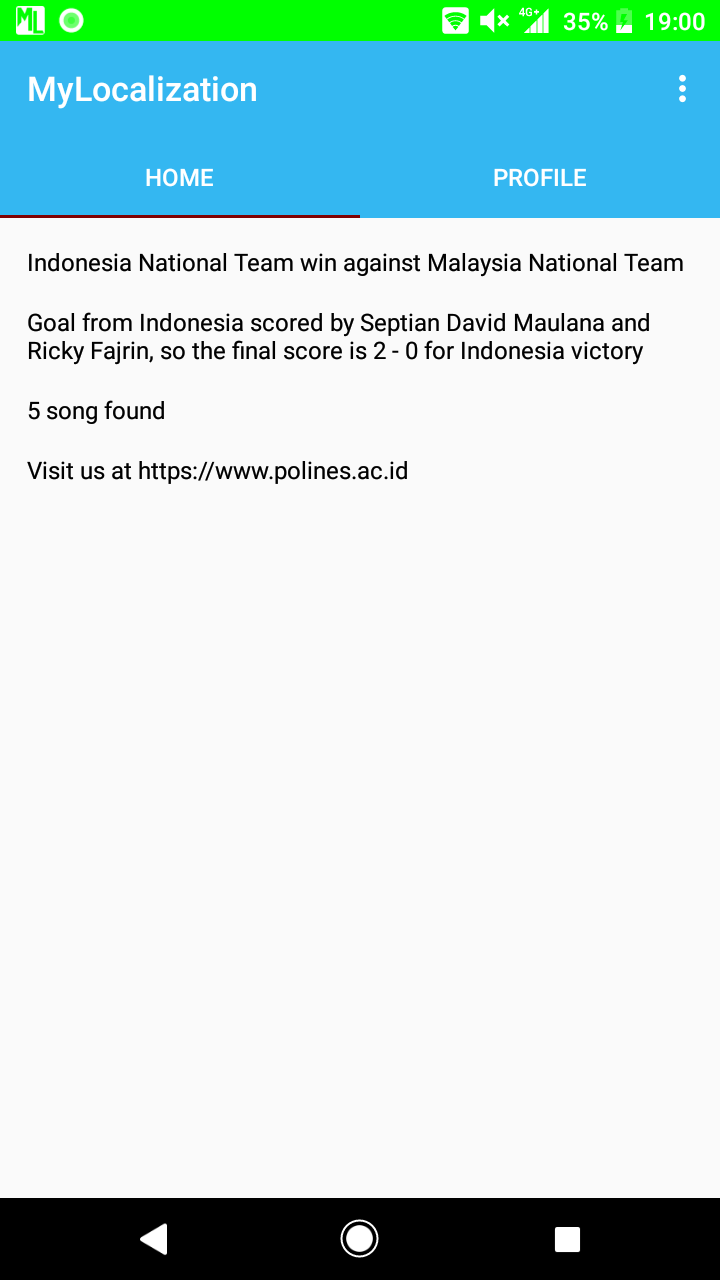 ML 4G+ 35% 19:00
MyLocalization
HOME PROFILE
Indonesia National Team win against Malaysia National Team
Goal from Indonesia scored by Septian David Maulana and
Ricky Fajrin, so the final score is 2 - 0 for Indonesia victory
5 song found
Visit us at https://www.polines.ac.id